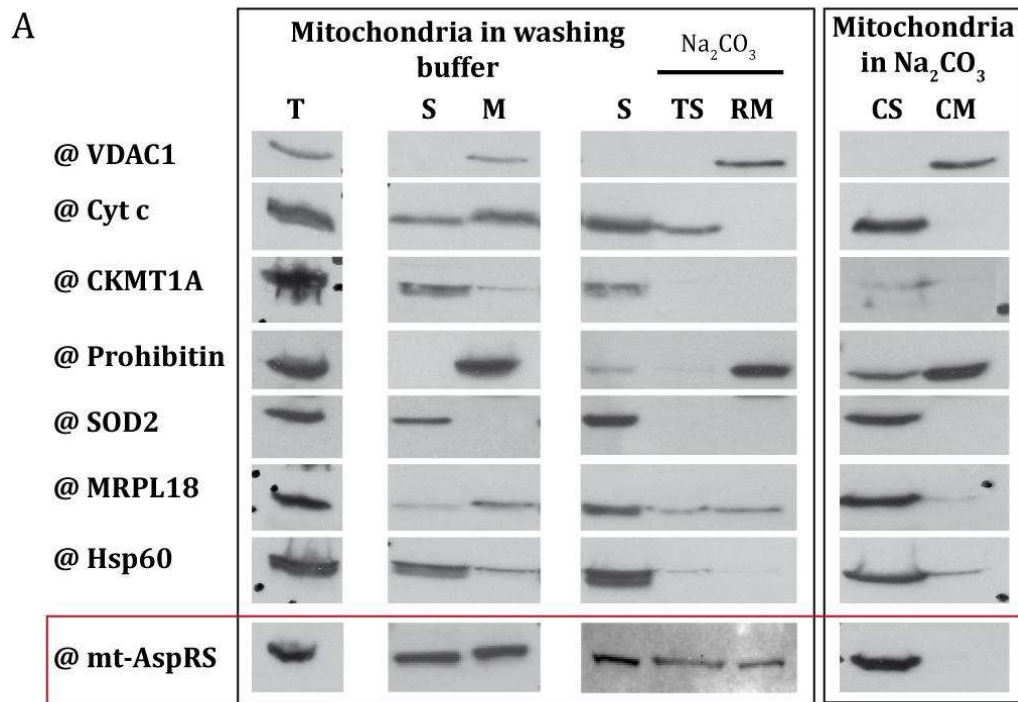 A
Mitochondria in washing
buffer
Na₂CO₃
Mitochondria
in Na₂CO₃
T S M S TS RM CS CM
@ VDAC1
@ Cyt c
@ CKMT1A
@ Prohibitin
@ SOD2
@ MRPL18
@ Hsp60
@ mt-AspRS